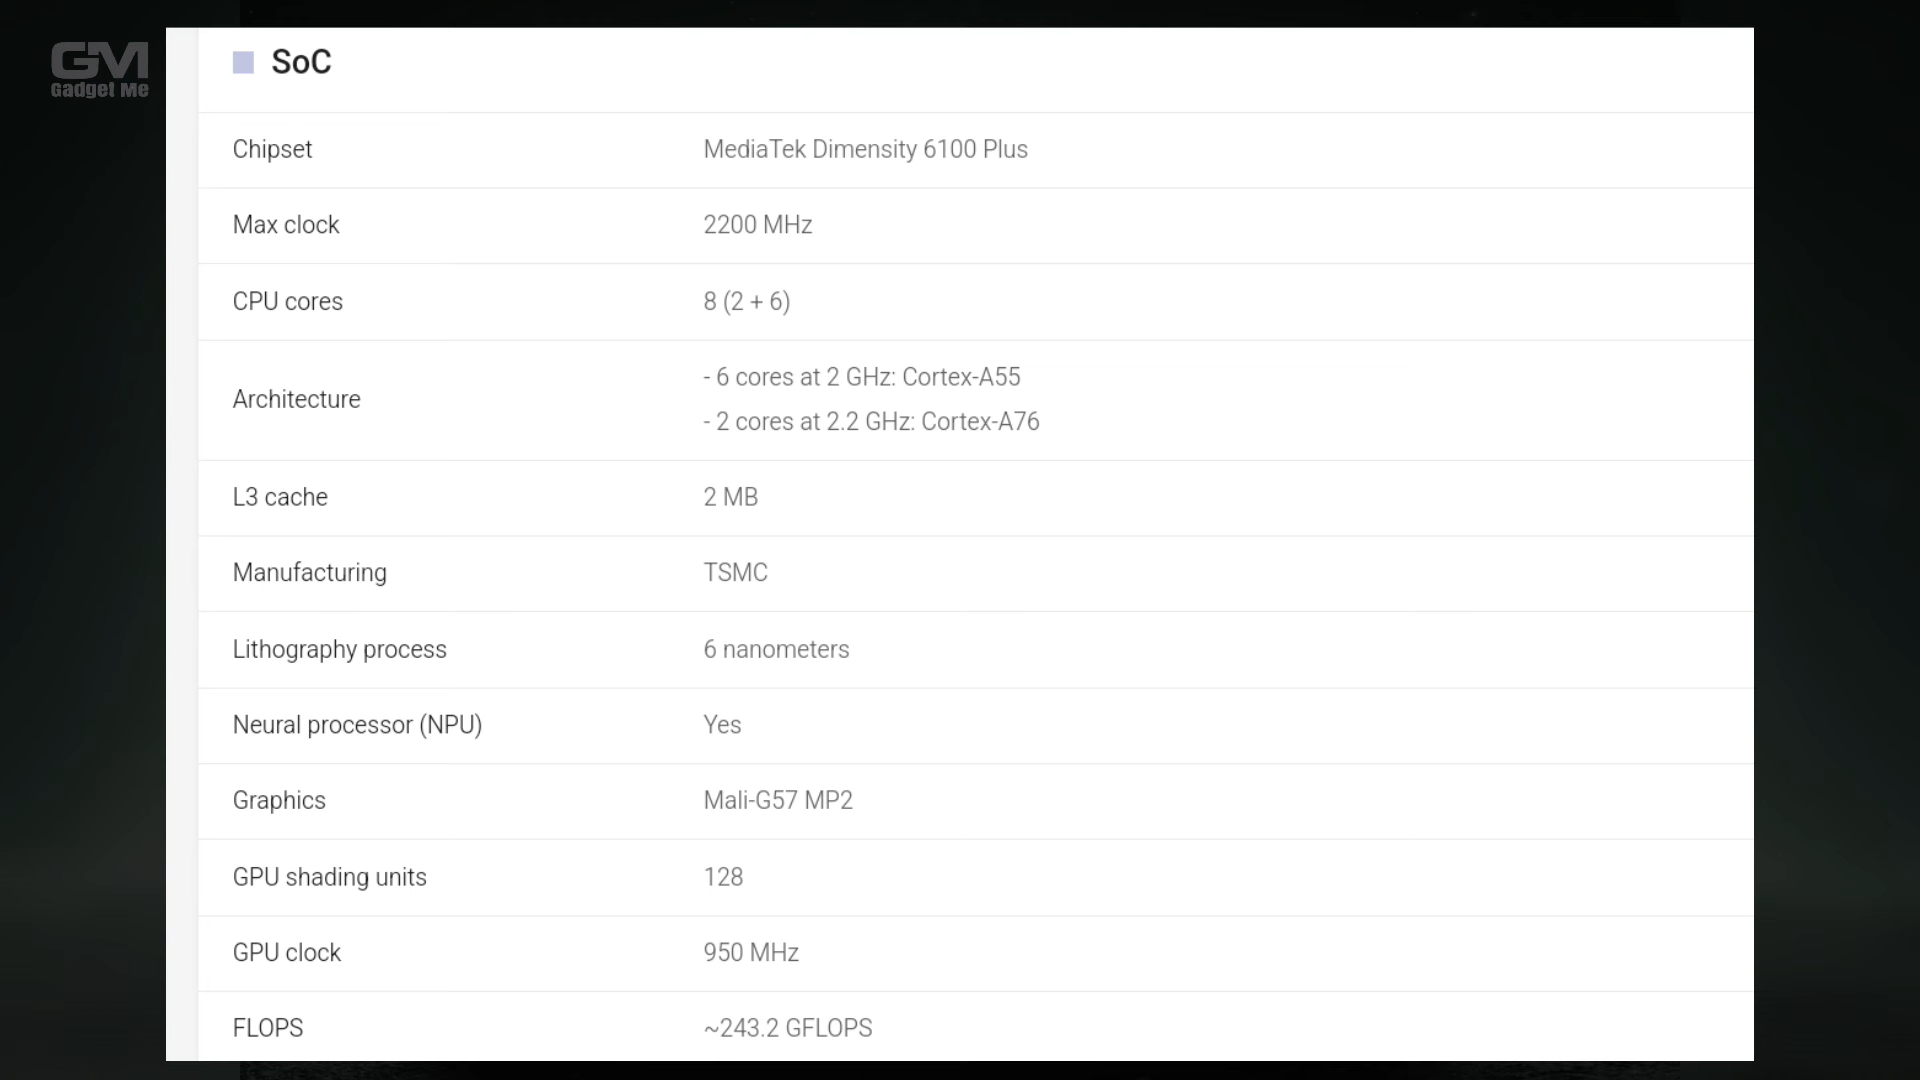 GM
Gadget Me
SoC
Chipset MediaTek Dimensity 6100 Plus
Max clock 2200 MHz
CPU cores 8 (2 + 6)
Architecture - 6 cores at 2 GHz: Cortex-A55
- 2 cores at 2.2 GHz: Cortex-A76
L3 cache 2 MB
Manufacturing TSMC
Lithography process 6 nanometers
Neural processor (NPU) Yes
Graphics Mali-G57 MP2
GPU shading units 128
GPU clock 950 MHz
FLOPS ~243.2 GFLOPS